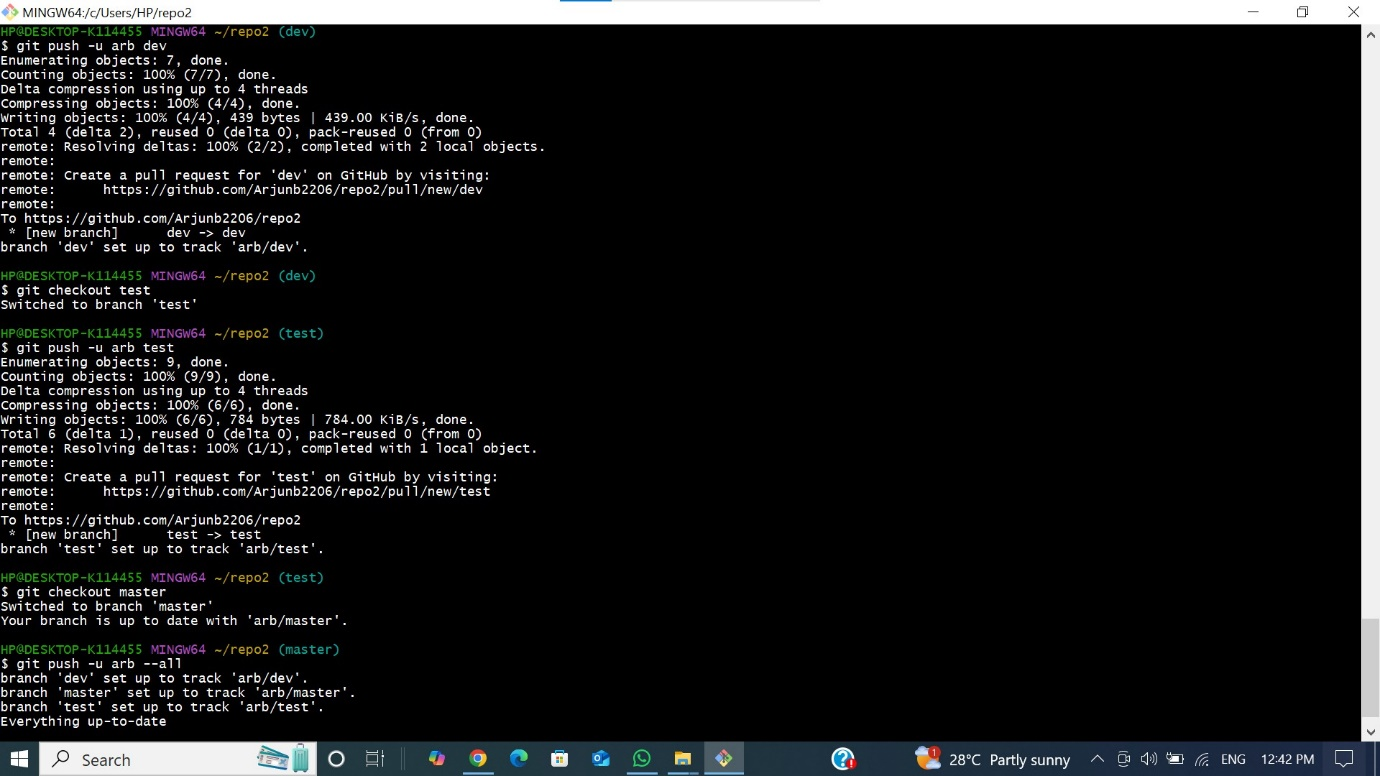 MINGW64:/c/Users/HP/repo2
HP@DESKTOP-K114455 MINGW64 ~/repo2 (dev)
$ git push -u arb dev
Enumerating objects: 7, done.
Counting objects: 100% (7/7), done.
Delta compression using up to 4 threads
Compressing objects: 100% (4/4), done.
Writing objects: 100% (4/4), 439 bytes | 439.00 KiB/s, done.
Total 4 (delta 2), reused 0 (delta 0), pack-reused 0 (from 0)
remote: Resolving deltas: 100% (2/2), completed with 2 local objects.
remote:
remote: Create a pull request for 'dev' on GitHub by visiting:
remote:      https://github.com/Arjunb2206/repo2/pull/new/dev
remote:
To https://github.com/Arjunb2206/repo2
 * [new branch]      dev -> dev
branch 'dev' set up to track 'arb/dev'.
HP@DESKTOP-K114455 MINGW64 ~/repo2 (dev)
$ git checkout test
Switched to branch 'test'
HP@DESKTOP-K114455 MINGW64 ~/repo2 (test)
$ git push -u arb test
Enumerating objects: 9, done.
Counting objects: 100% (9/9), done.
Delta compression using up to 4 threads
Compressing objects: 100% (6/6), done.
Writing objects: 100% (6/6), 784 bytes | 784.00 KiB/s, done.
Total 6 (delta 1), reused 0 (delta 0), pack-reused 0 (from 0)
remote: Resolving deltas: 100% (1/1), completed with 1 local object.
remote:
remote: Create a pull request for 'test' on GitHub by visiting:
remote:      https://github.com/Arjunb2206/repo2/pull/new/test
remote:
To https://github.com/Arjunb2206/repo2
 * [new branch]      test -> test
branch 'test' set up to track 'arb/test'.
HP@DESKTOP-K114455 MINGW64 ~/repo2 (test)
$ git checkout master
Switched to branch 'master'
Your branch is up to date with 'arb/master'.
HP@DESKTOP-K114455 MINGW64 ~/repo2 (master)
$ git push -u arb --all
branch 'dev' set up to track 'arb/dev'.
branch 'master' set up to track 'arb/master'.
branch 'test' set up to track 'arb/test'.
Everything up-to-date
Search
1
28°C Partly sunny
ENG
12:42 PM